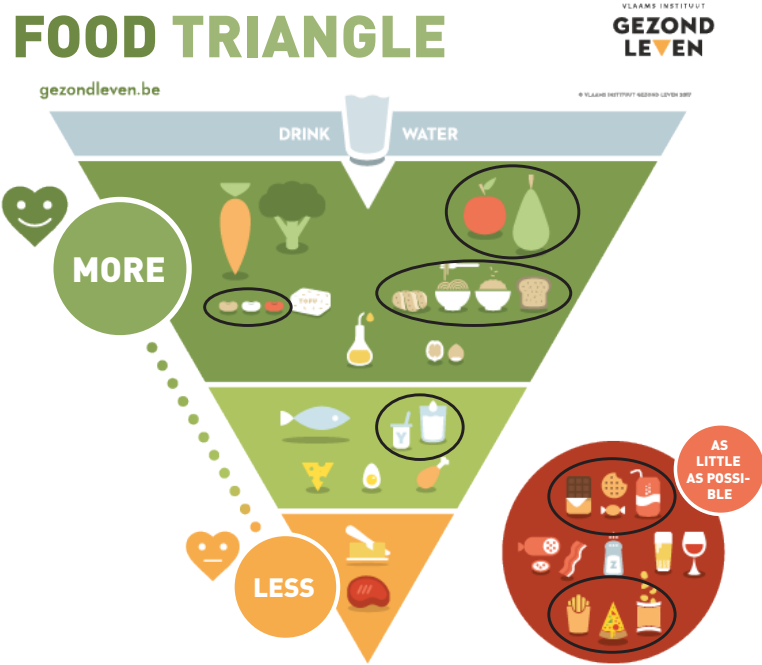 FOOD TRIANGLE
VLAAMS INSTITUUT
GEZOND
LEVEN
gezondleven.be
© VLAAMS INSTITUUT GEZOND LEVEN 2017
DRINK WATER
MORE
TOFU
Y
AS
LITTLE
AS POSSI-
BLE
Z
LESS